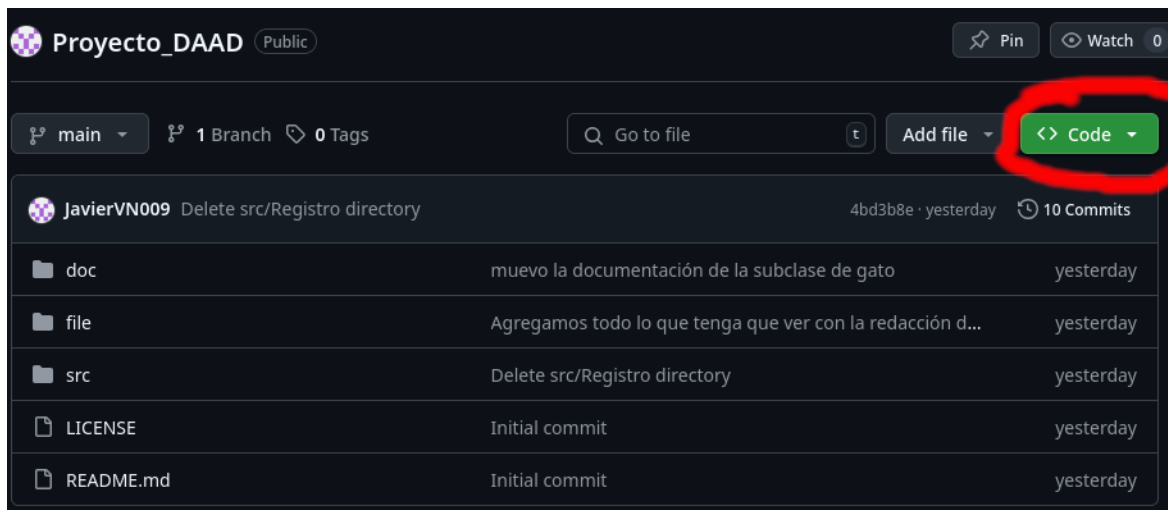 Proyecto_DAAD Public Pin Watch 0
main 1 Branch 0 Tags Go to file t Add file <> Code
JavierVN009 Delete src/Registro directory 4bd3b8e · yesterday 10 Commits
doc muevo la documentación de la subclase de gato yesterday
file Agregamos todo lo que tenga que ver con la redacción d... yesterday
src Delete src/Registro directory yesterday
LICENSE Initial commit yesterday
README.md Initial commit yesterday